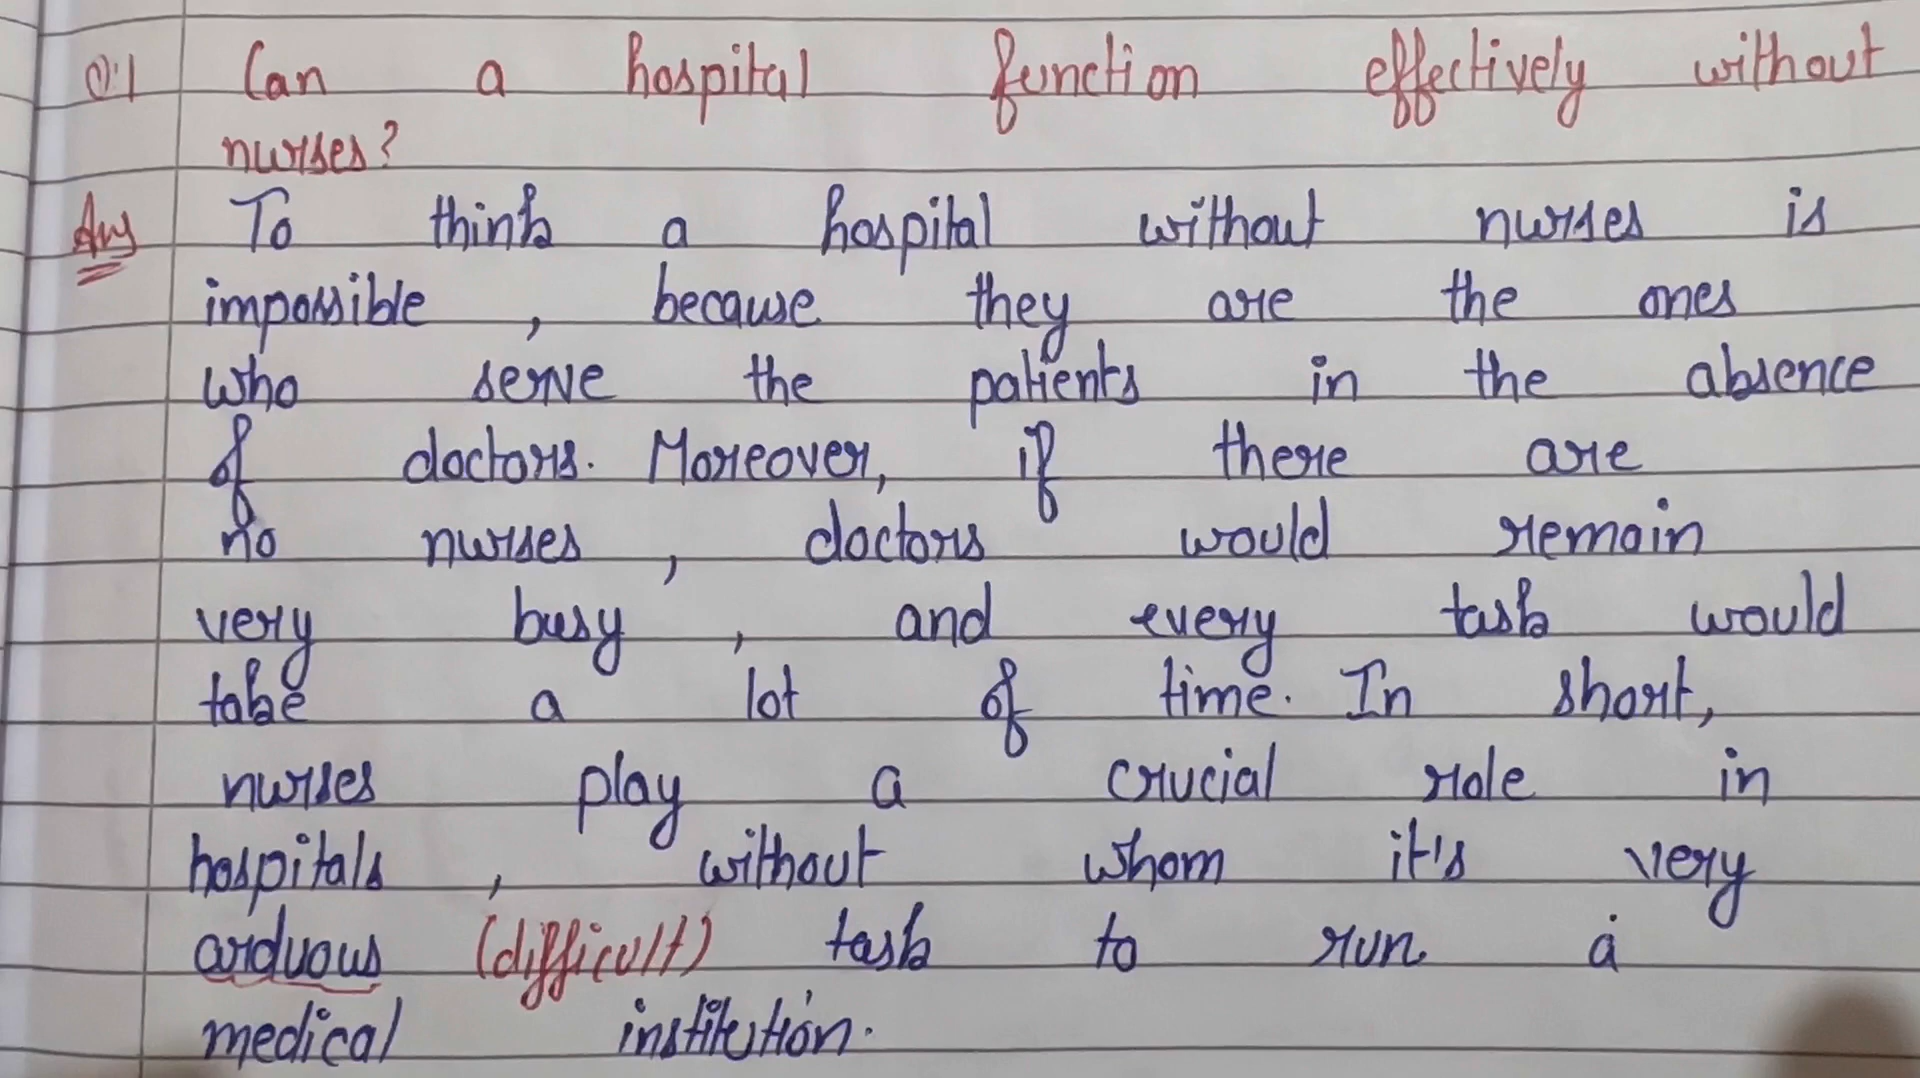 Q.1 Can a hospital function effectively without
nurses?
Ans To think a hospital without nurses is
impossible, because they are the ones
who serve the patients in the absence
of doctors. Moreover, if there are
no nurses, doctors would remain
very busy, and every task would
take a lot of time. In short,
nurses play a crucial role in
hospitals, without whom it's very
arduous (difficult) task to run a
medical institution.